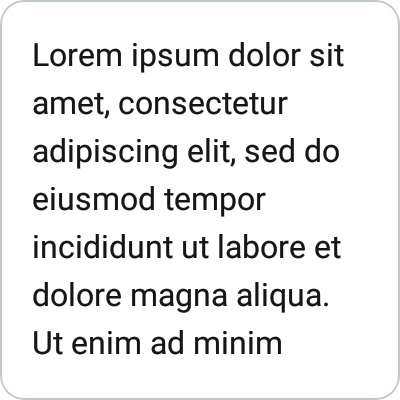 Lorem ipsum dolor sit
amet, consectetur
adipiscing elit, sed do
eiusmod tempor
incididunt ut labore et
dolore magna aliqua.
Ut enim ad minim